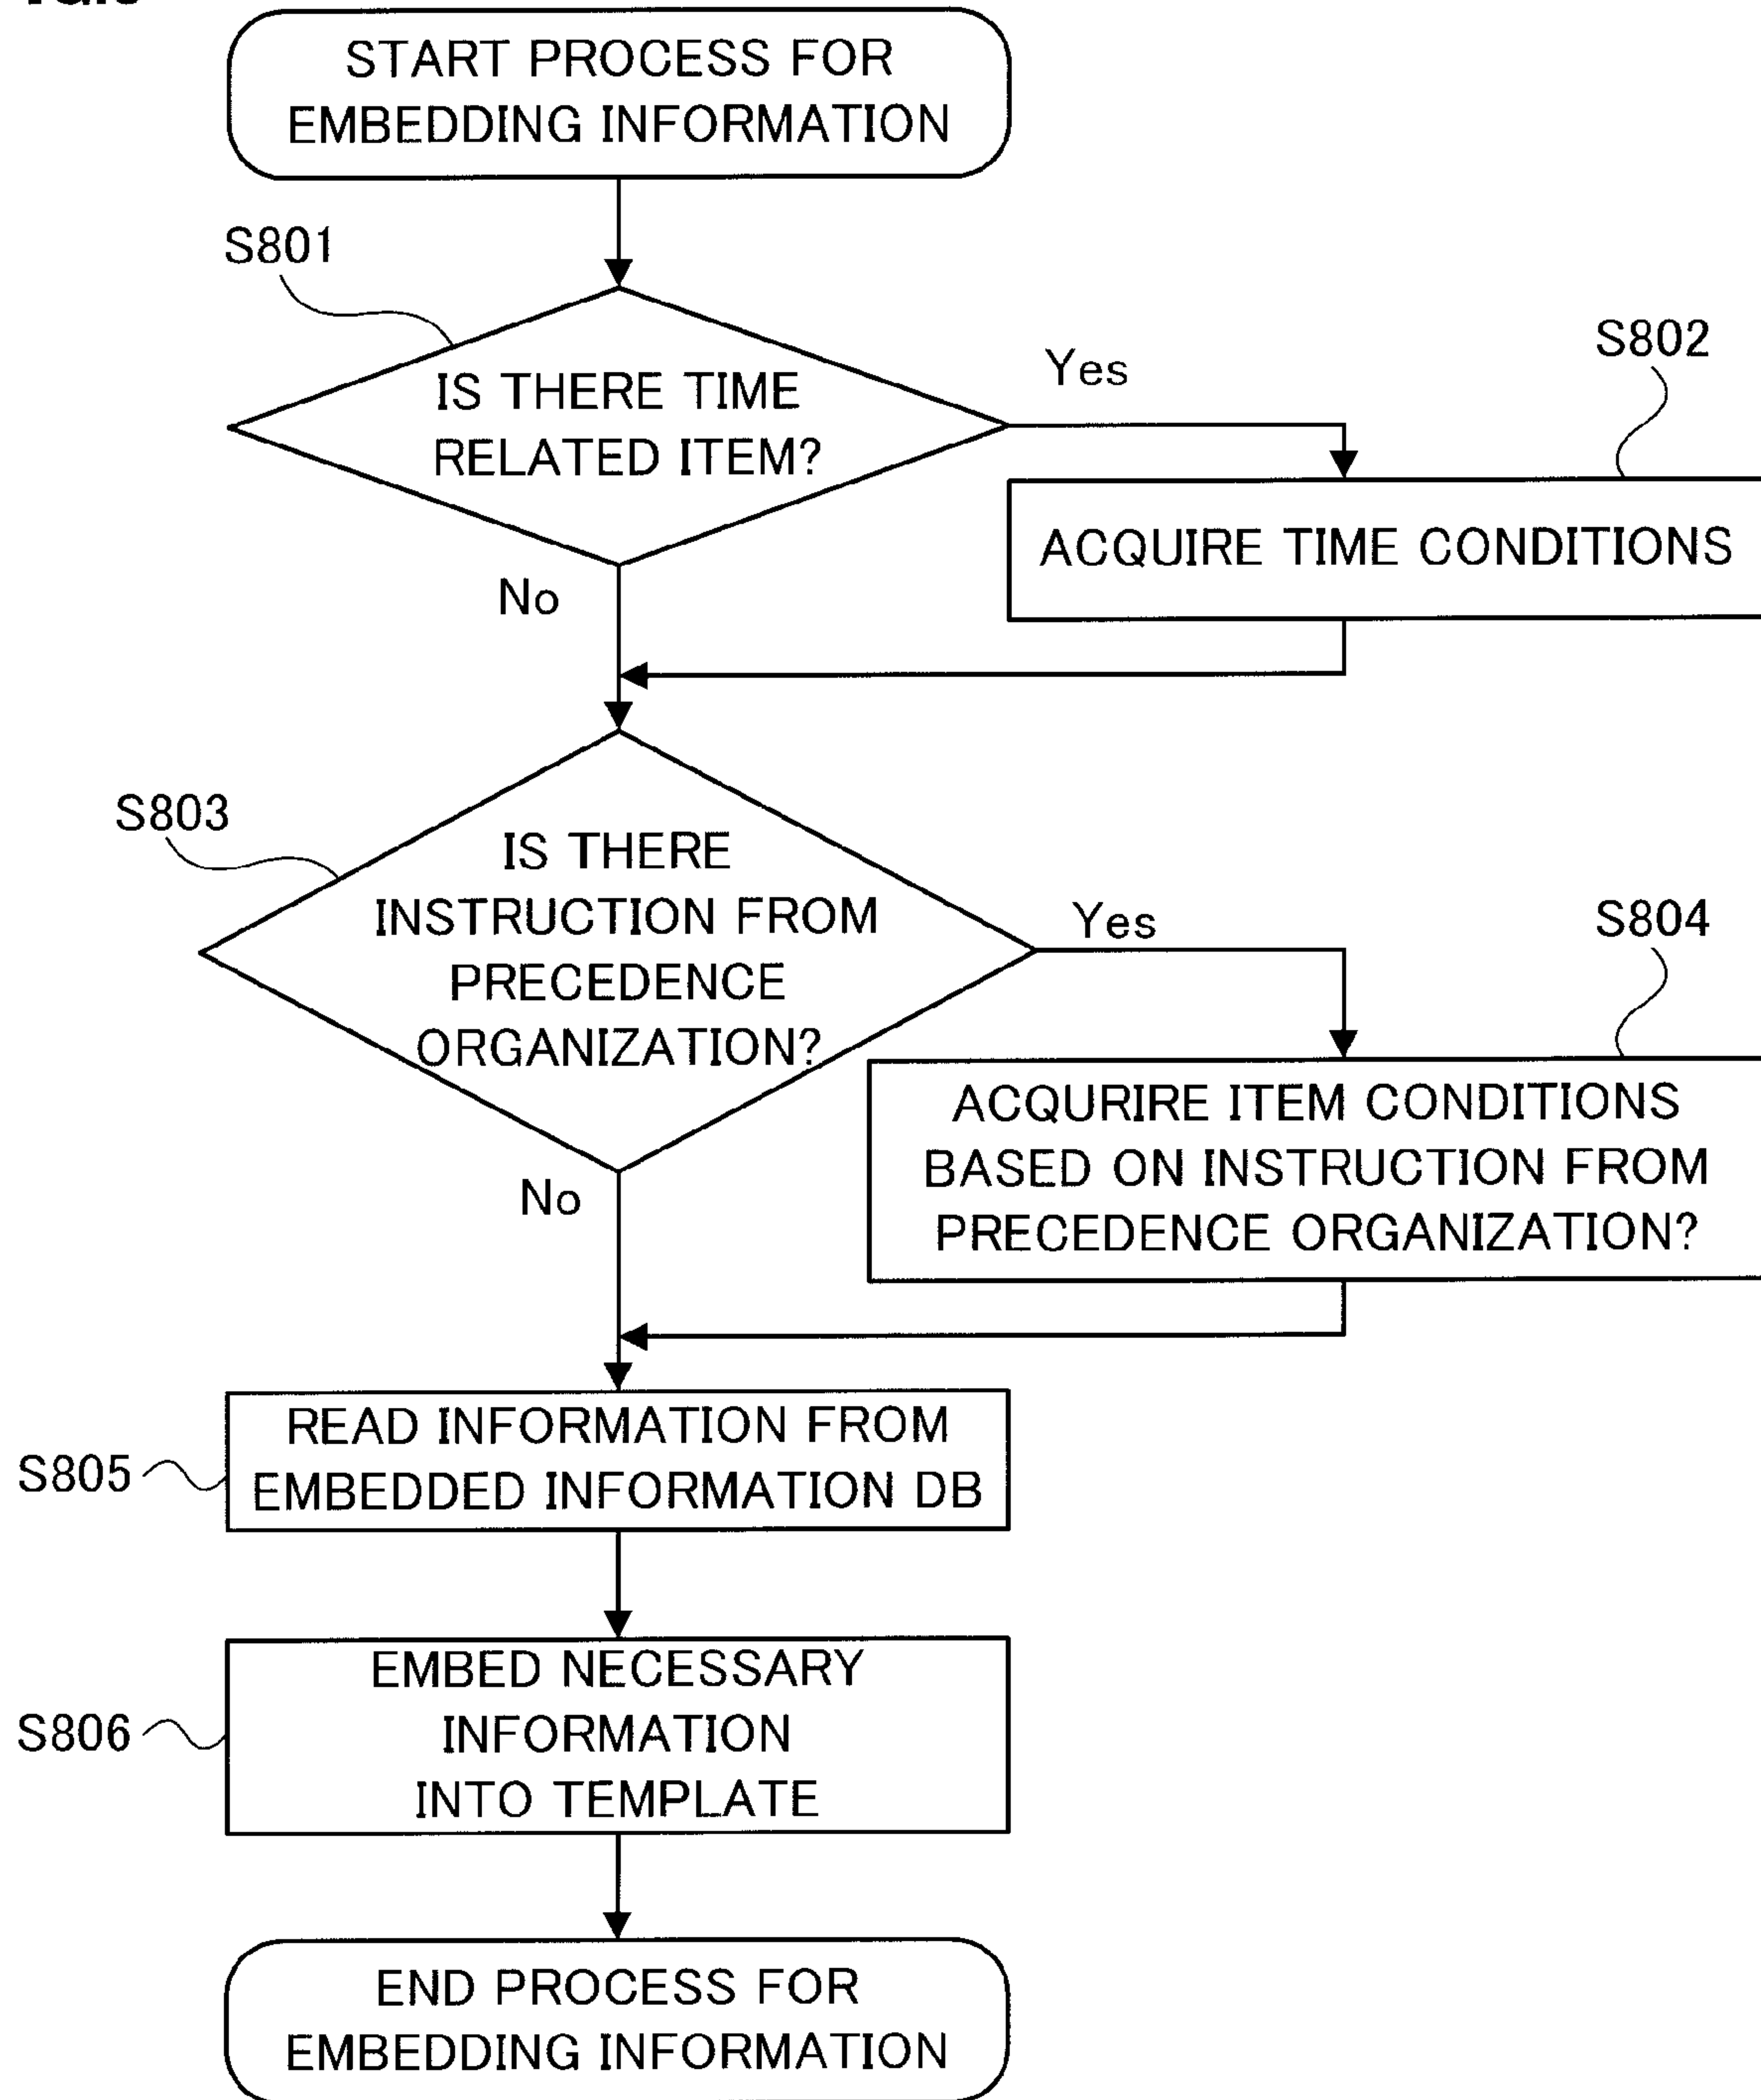 START PROCESS FOR
EMBEDDING INFORMATION
S801
IS THERE TIME
RELATED ITEM?
Yes
S802
ACQUIRE TIME CONDITIONS
No
S803
IS THERE
INSTRUCTION FROM
PRECEDENCE
ORGANIZATION?
Yes
S804
ACQURIRE ITEM CONDITIONS
BASED ON INSTRUCTION FROM
PRECEDENCE ORGANIZATION?
No
S805
READ INFORMATION FROM
EMBEDDED INFORMATION DB
S806
EMBED NECESSARY
INFORMATION
INTO TEMPLATE
END PROCESS FOR
EMBEDDING INFORMATION